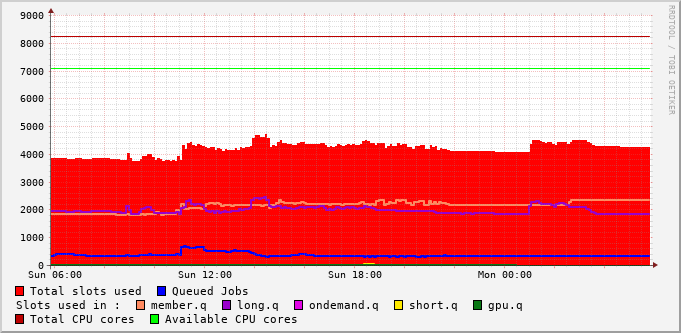 9000
8000
7000
6000
5000
4000
3000
2000
1000
0
Sun 06:00 Sun 12:00 Sun 18:00 Mon 00:00
RRDTOOL / TOBI OETIKER
Total slots used Queued Jobs
Slots used in : member.q long.q ondemand.q short.q gpu.q
Total CPU cores Available CPU cores